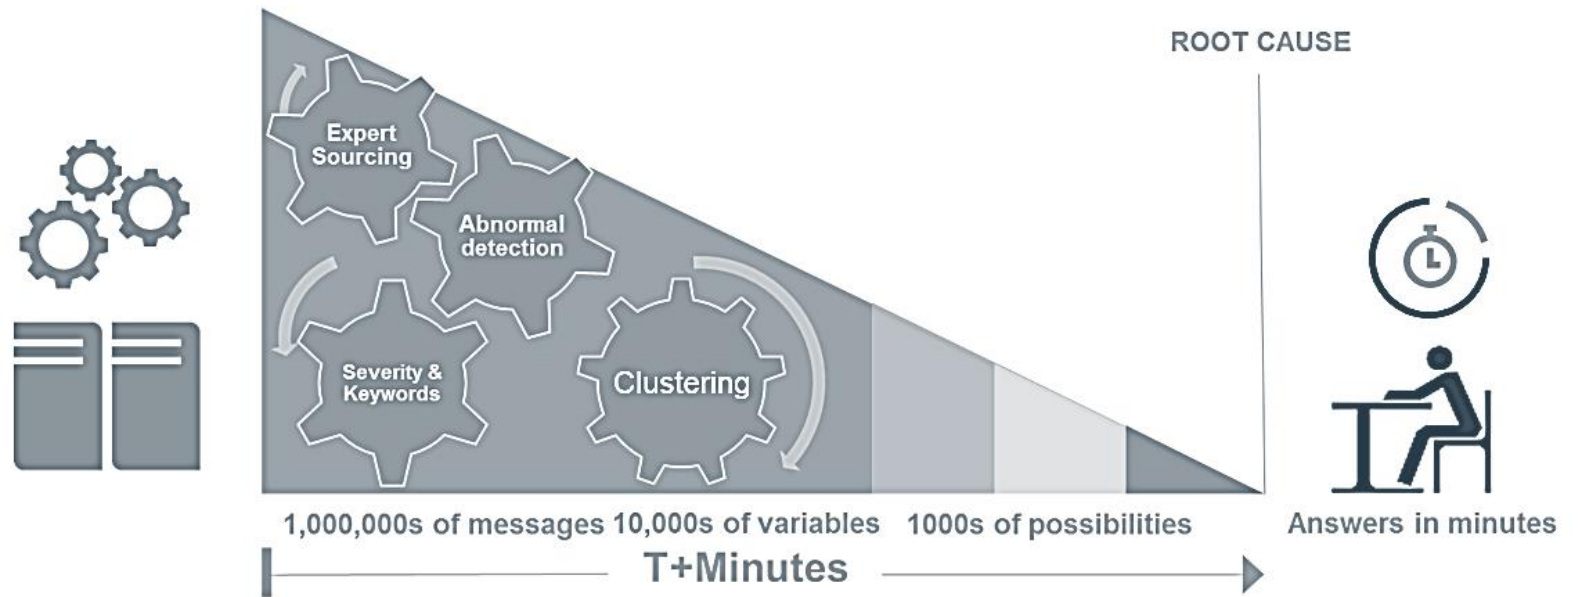 ROOT CAUSE
Expert
Sourcing
Abnormal
detection
Severity &
Keywords
Clustering
1,000,000s of messages
10,000s of variables
1000s of possibilities
Answers in minutes
T+Minutes